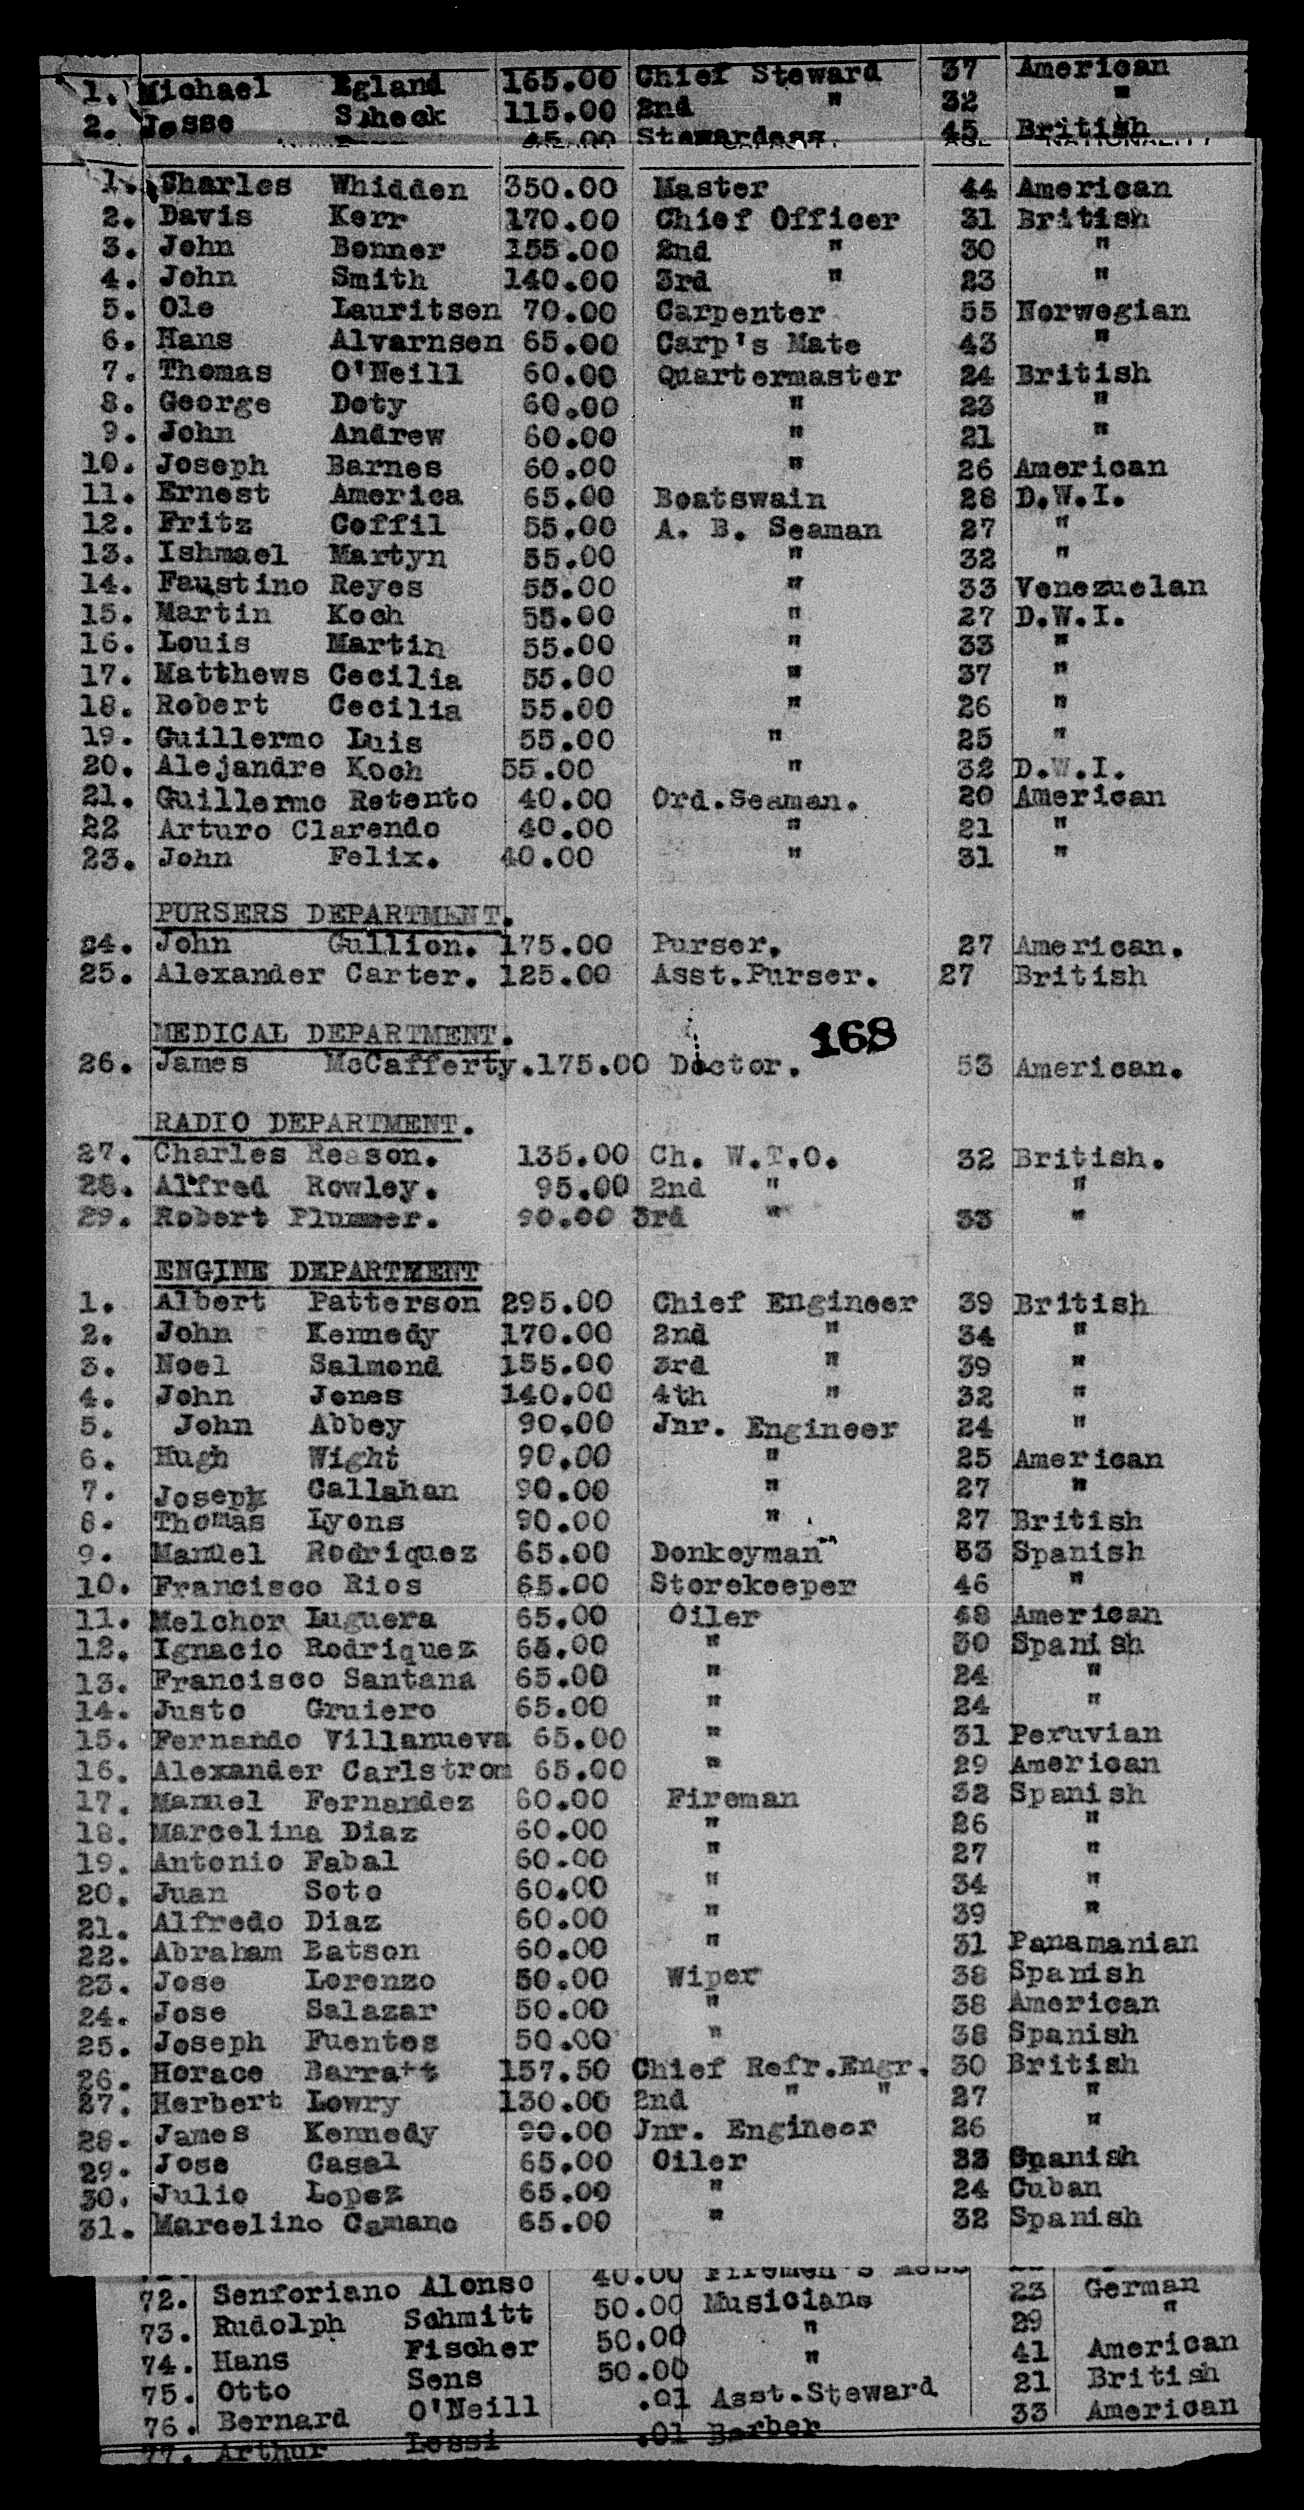 1. Michael Egland 165.00 Chief Steward 37 American
2. Jesse Scheck 115.00 2nd " 32 "
45.00 Stewardess 45 British
1. Charles Whidden 350.00 Master 44 American
2. Davis Kerr 170.00 Chief Officer 31 British
3. John Bonner 155.00 2nd " 30 "
4. John Smith 140.00 3rd " 23 "
5. Ole Lauritsen 70.00 Carpenter 55 Norwegian
6. Hans Alvarnsen 65.00 Carp's Mate 43 "
7. Thomas O'Neill 60.00 Quartermaster 24 British
8. George Doty 60.00 " 23 "
9. John Andrew 60.00 " 21 "
10. Joseph Barnes 60.00 " 26 American
11. Ernest America 65.00 Boatswain 28 D.W.I.
12. Fritz Coffil 55.00 A. B. Seaman 27 "
13. Ishmael Martyn 55.00 " 32 "
14. Faustino Reyes 55.00 " 33 Venezuelan
15. Martin Koch 55.00 " 27 D.W.I.
16. Louis Martin 55.00 " 33 "
17. Matthews Cecilia 55.00 " 37 "
18. Robert Cecilia 55.00 " 26 "
19. Guillermo Luis 55.00 " 25 "
20. Alejandre Koch 55.00 " 32 D.W.I.
21. Guillermo Retento 40.00 Ord.Seaman. 20 American
22 Arturo Clarendo 40.00 " 21 "
23. John Felix. 40.00 " 31 "
PURSERS DEPARTMENT.
24. John Gullion. 175.00 Purser. 27 American.
25. Alexander Carter. 125.00 Asst.Purser. 27 British
MEDICAL DEPARTMENT. 168
26. James McCafferty. 175.00 Doctor. 53 American.
RADIO DEPARTMENT.
27. Charles Reason. 135.00 Ch. W.T.O. 32 British.
28. Alfred Rowley. 95.00 2nd " "
29. Robert Plummer. 90.00 3rd " 33 "
ENGINE DEPARTMENT
1. Albert Patterson 295.00 Chief Engineer 39 British
2. John Kennedy 170.00 2nd " 34 "
3. Noel Salmond 155.00 3rd " 39 "
4. John Jones 140.00 4th " 32 "
5. John Abbey 90.00 Jnr. Engineer 24 "
6. Hugh Wight 90.00 " 25 American
7. Joseph Callahan 90.00 " 27 "
8. Thomas Lyons 90.00 " 27 British
9. Manuel Rodriquez 65.00 Donkeyman 53 Spanish
10. Francisco Rios 65.00 Storekeeper 46 "
11. Melchor Luguera 65.00 Oiler 48 American
12. Ignacio Rodriquez 65.00 " 30 Spanish
13. Francisco Santana 65.00 " 24 "
14. Justo Gruiero 65.00 " 24 "
15. Fernando Villanueva 65.00 " 31 Peruvian
16. Alexander Carlstrom 65.00 " 29 American
17. Manuel Fernandez 60.00 Fireman 32 Spanish
18. Marcelina Diaz 60.00 " 26 "
19. Antonio Fabal 60.00 " 27 "
20. Juan Soto 60.00 " 34 "
21. Alfredo Diaz 60.00 " 39 "
22. Abraham Batson 60.00 " 31 Panamanian
23. Jose Lorenzo 50.00 Wiper 38 Spanish
24. Jose Salazar 50.00 " 38 American
25. Joseph Fuentes 50.00 " 38 Spanish
26. Horace Barratt 157.50 Chief Refr.Engr. 30 British
27. Herbert Lowry 130.00 2nd " " 27 "
28. James Kennedy 90.00 Jnr. Engineer 26 "
29. Jose Casal 65.00 Oiler 33 Spanish
30. Julio Lopez 65.00 " 24 Cuban
31. Marcelino Camano 65.00 " 32 Spanish
72. Senforiano Alonso 40.00 Firemen's Mess
73. Rudolph Schmitt 50.00 Musicians 23 German
74. Hans Fischer 50.00 " 29 "
75. Otto Sens 50.00 " 41 American
76. Bernard O'Neill .01 Asst.Steward 21 British
77. Arthur Lossi .01 Barber 33 American